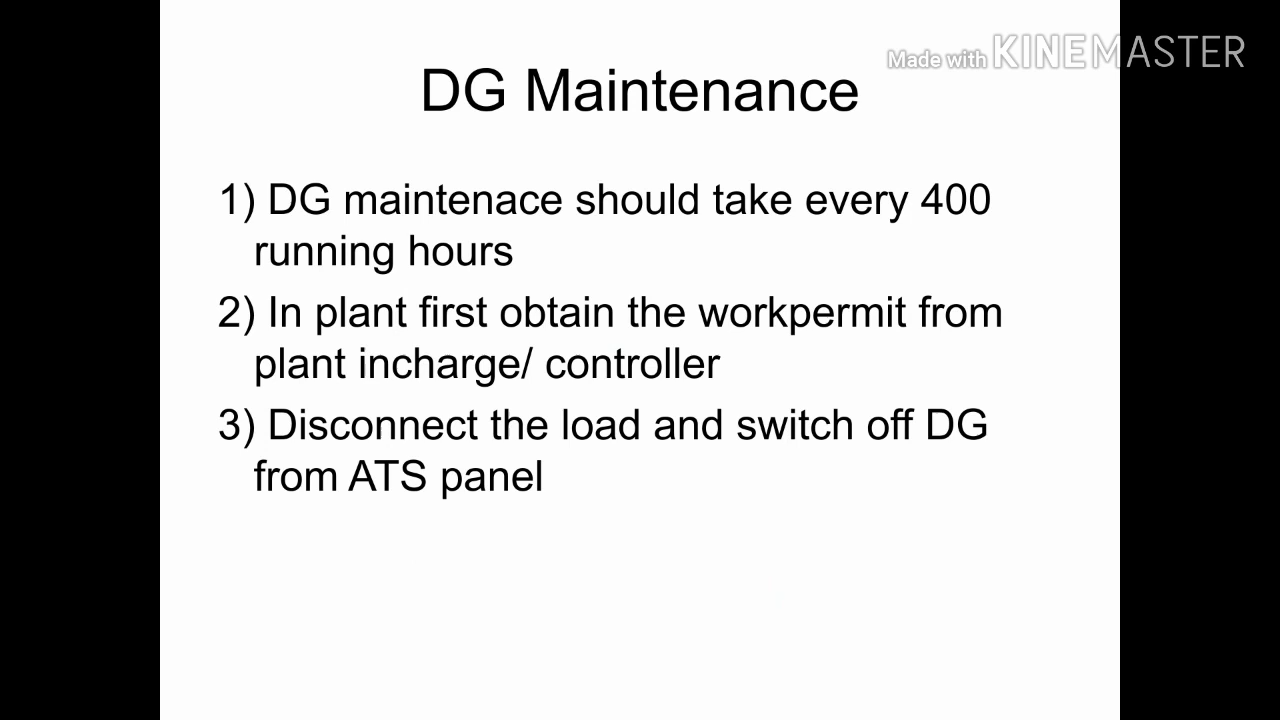 Made with KINEMASTER
DG Maintenance
1) DG maintenace should take every 400
running hours
2) In plant first obtain the workpermit from
plant incharge/ controller
3) Disconnect the load and switch off DG
from ATS panel